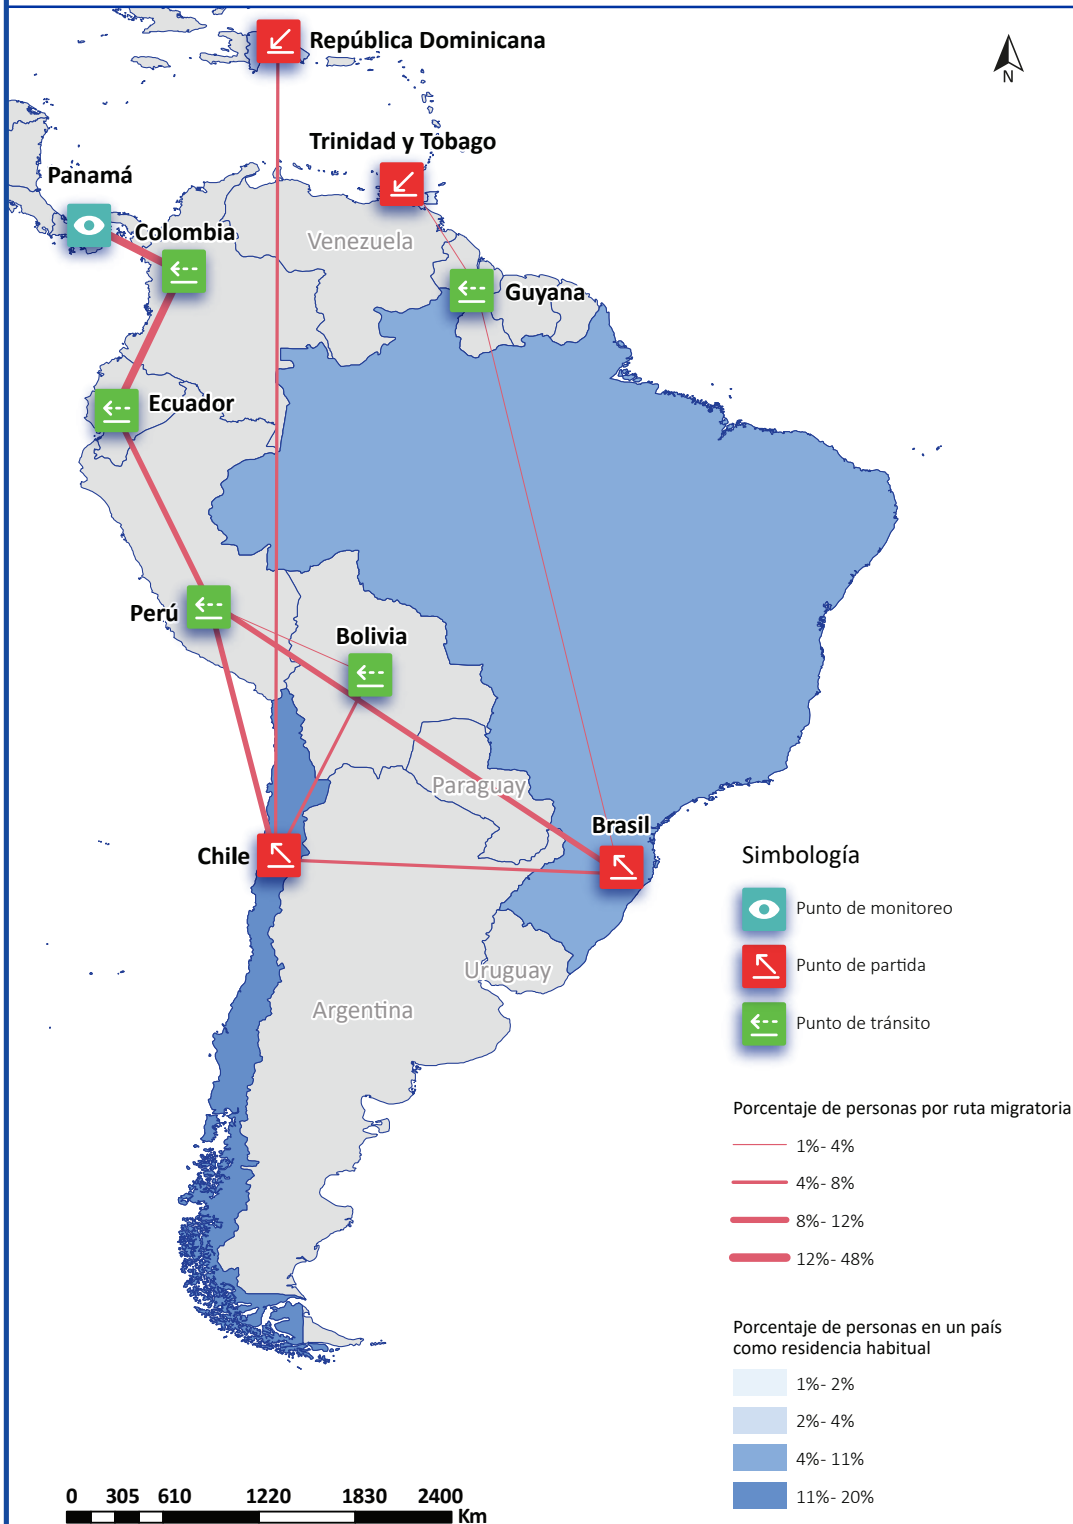 República Dominicana
N
Trinidad y Tobago
Panamá
Colombia
Venezuela
Guyana
Ecuador
Perú
Bolivia
Paraguay
Brasil
Chile
Uruguay
Argentina
Simbología
Punto de monitoreo
Punto de partida
Punto de tránsito
Porcentaje de personas por ruta migratoria
1%- 4%
4%- 8%
8%- 12%
12%- 48%
Porcentaje de personas en un país
como residencia habitual
1%- 2%
2%- 4%
4%- 11%
11%- 20%
0 305 610 1220 1830 2400
Km